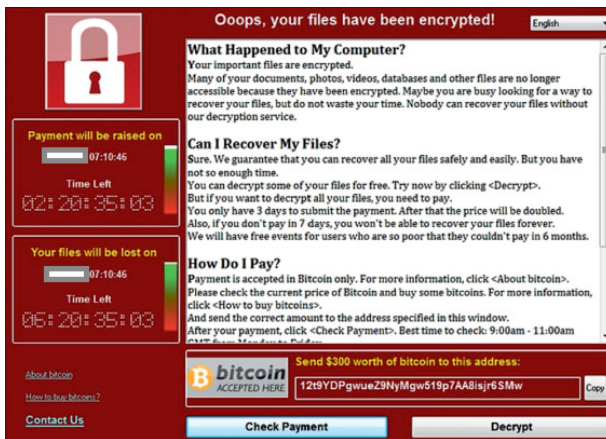 Ooops, your files have been encrypted!
English
What Happened to My Computer?
Your important files are encrypted.
Many of your documents, photos, videos, databases and other files are no longer
accessible because they have been encrypted. Maybe you are busy looking for a way to
recover your files, but do not waste your time. Nobody can recover your files without
our decryption service.
Can I Recover My Files?
Sure. We guarantee that you can recover all your files safely and easily. But you have
not so enough time.
You can decrypt some of your files for free. Try now by clicking <Decrypt>.
But if you want to decrypt all your files, you need to pay.
You only have 3 days to submit the payment. After that the price will be doubled.
Also, if you don't pay in 7 days, you won't be able to recover your files forever.
We will have free events for users who are so poor that they couldn't pay in 6 months.
How Do I Pay?
Payment is accepted in Bitcoin only. For more information, click <About bitcoin>.
Please check the current price of Bitcoin and buy some bitcoins. For more information,
click <How to buy bitcoins>.
And send the correct amount to the address specified in this window.
After your payment, click <Check Payment>. Best time to check: 9:00am - 11:00am
GMT from Monday to Friday.
Payment will be raised on
07:10:46
Time Left
02:20:35:03
Your files will be lost on
07:10:46
Time Left
06:20:35:03
About bitcoin
How to buy bitcoins?
Contact Us
bitcoin
ACCEPTED HERE
Send $300 worth of bitcoin to this address:
12t9YDPgwueZ9NyMgw519p7AA8isjr6SMw
Copy
Check Payment
Decrypt